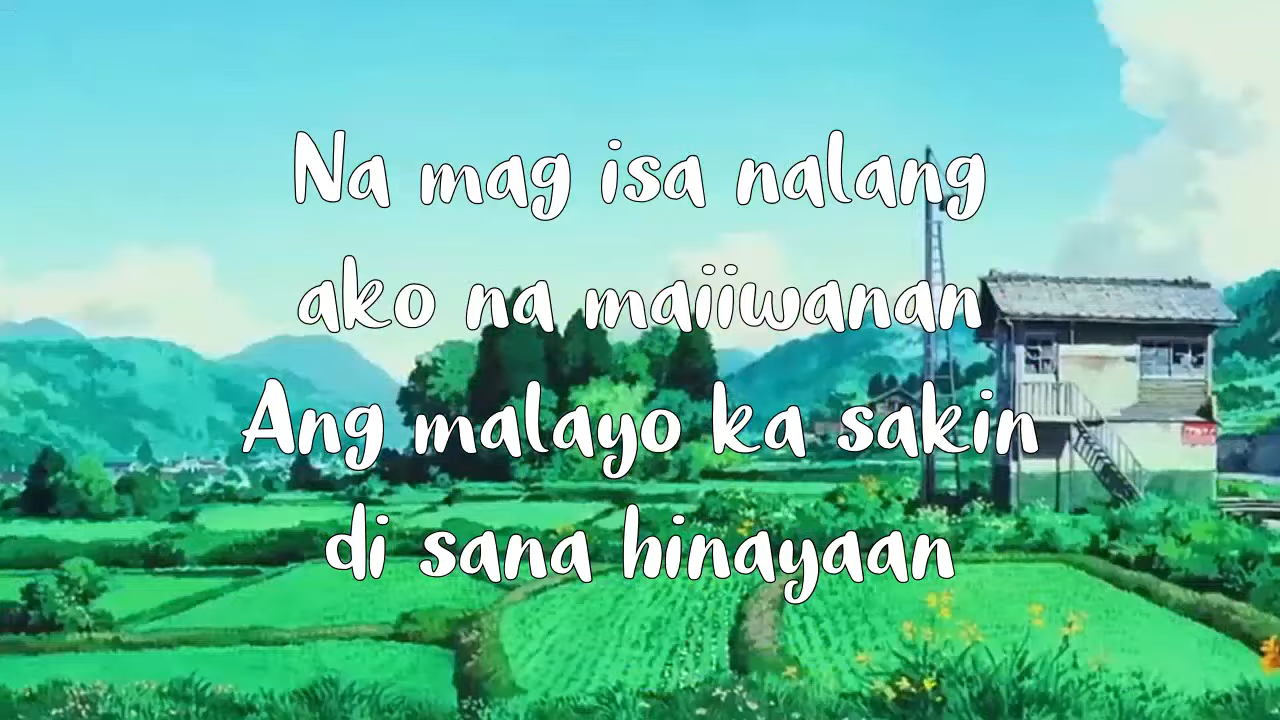 Na mag isa nalang
ako na maiiwanan
Ang malayo ka sakin
di sana hinayaan